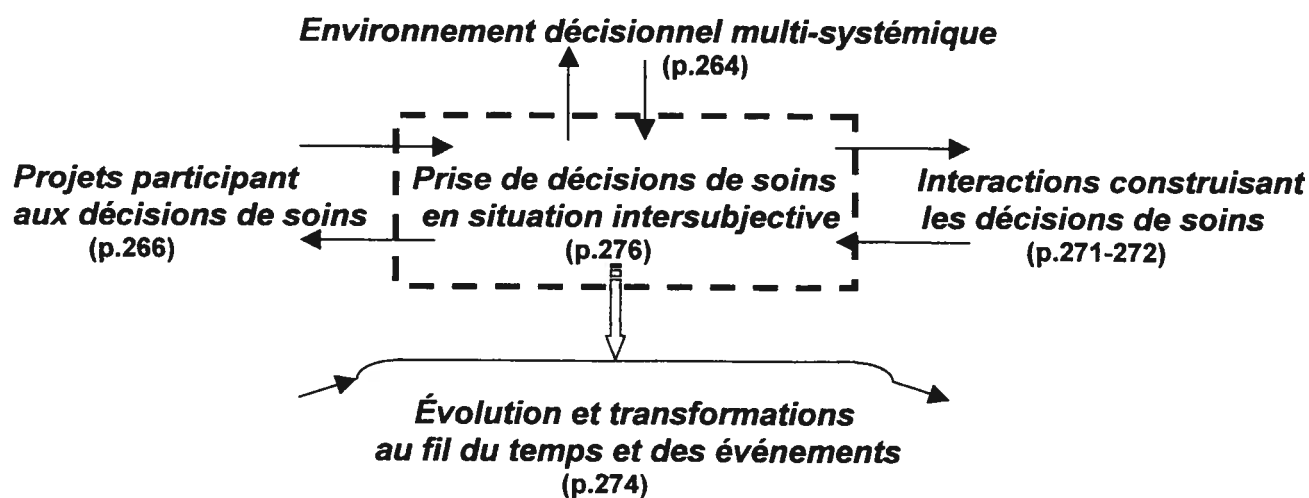 Environnement décisionnel multi-systémique
(p.264)
Projets participant
aux décisions de soins
(p.266)
Prise de décisions de soins
en situation intersubjective
(p.276)
Interactions construisant
les décisions de soins
(p.271-272)
Évolution et transformations
au fil du temps et des événements
(p.274)